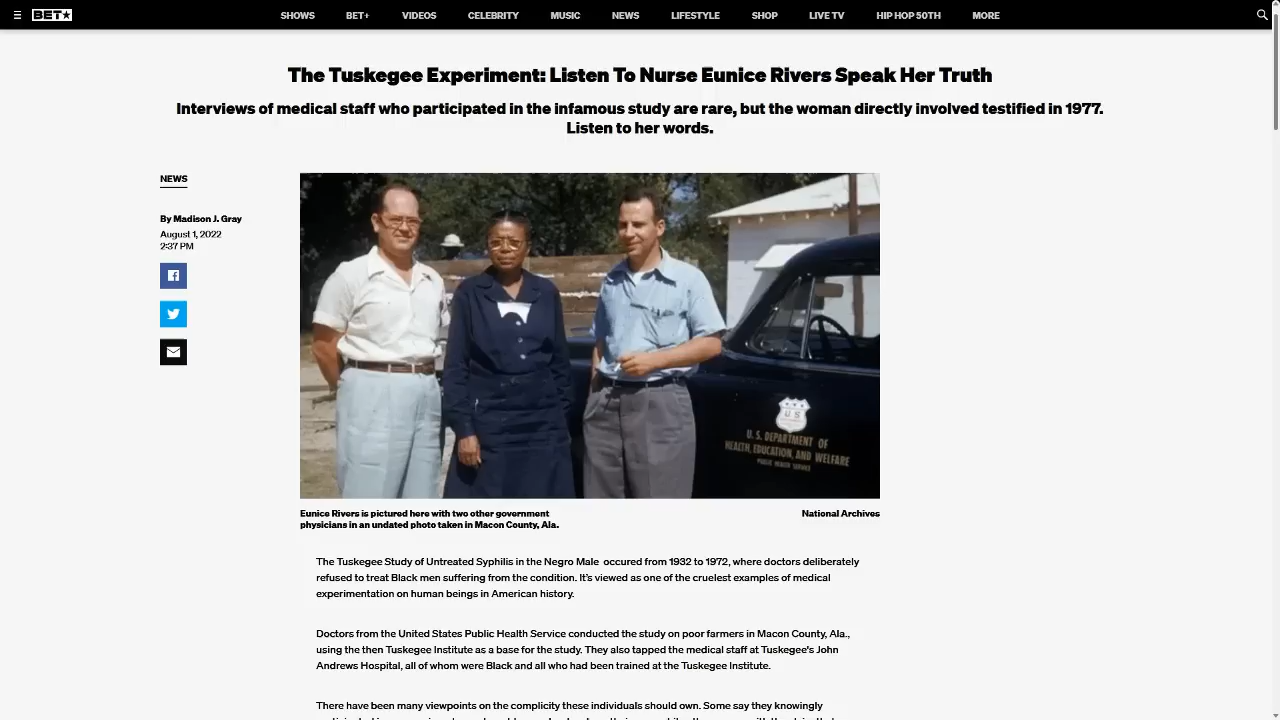 BET★
SHOWS
BET+
VIDEOS
CELEBRITY
MUSIC
NEWS
LIFESTYLE
SHOP
LIVE TV
HIP HOP 50TH
MORE
The Tuskegee Experiment: Listen To Nurse Eunice Rivers Speak Her Truth
Interviews of medical staff who participated in the infamous study are rare, but the woman directly involved testified in 1977.
Listen to her words.
NEWS
By Madison J. Gray
August 1, 2022
2:37 PM
U.S. DEPARTMENT OF
HEALTH, EDUCATION, AND WELFARE
PUBLIC HEALTH SERVICE
Eunice Rivers is pictured here with two other government
physicians in an undated photo taken in Macon County, Ala.
National Archives
The Tuskegee Study of Untreated Syphilis in the Negro Male  occured from 1932 to 1972, where doctors deliberately
refused to treat Black men suffering from the condition. It's viewed as one of the cruelest examples of medical
experimentation on human beings in American history.
Doctors from the United States Public Health Service conducted the study on poor farmers in Macon County, Ala.,
using the then Tuskegee Institute as a base for the study. They also tapped the medical staff at Tuskegee's John
Andrews Hospital, all of whom were Black and all who had been trained at the Tuskegee Institute.
There have been many viewpoints on the complicity these individuals should own. Some say they knowingly